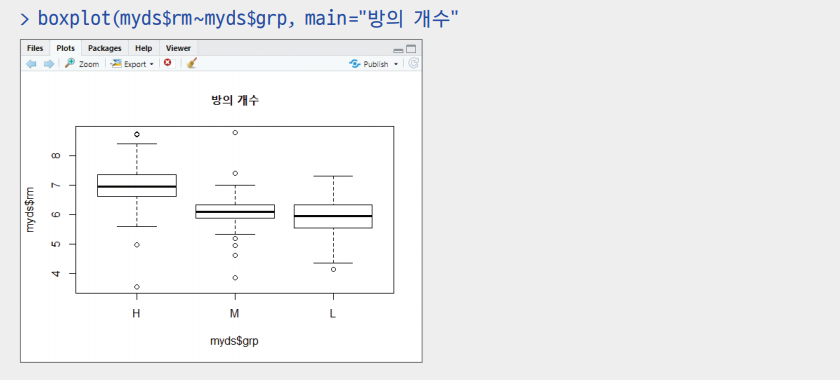 > boxplot(myds$rm~myds$grp, main="방의 개수"
Files Plots Packages Help Viewer
Zoom Export Publish
방의 개수
8
7
6
5
4
myds$rm
H M L
myds$grp